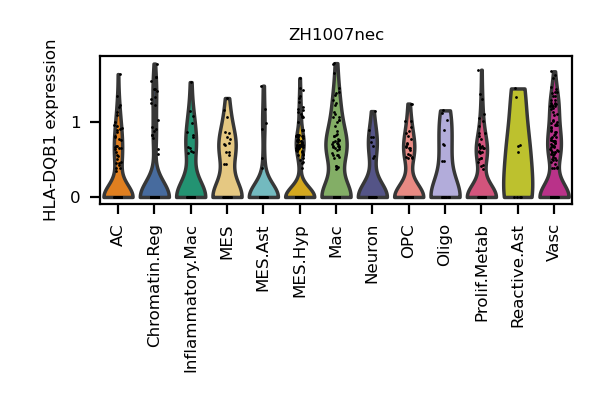 ZH1007nec
HLA-DQB1 expression
1
0
AC
Chromatin.Reg
Inflammatory.Mac
MES
MES.Ast
MES.Hyp
Mac
Neuron
OPC
Oligo
Prolif.Metab
Reactive.Ast
Vasc